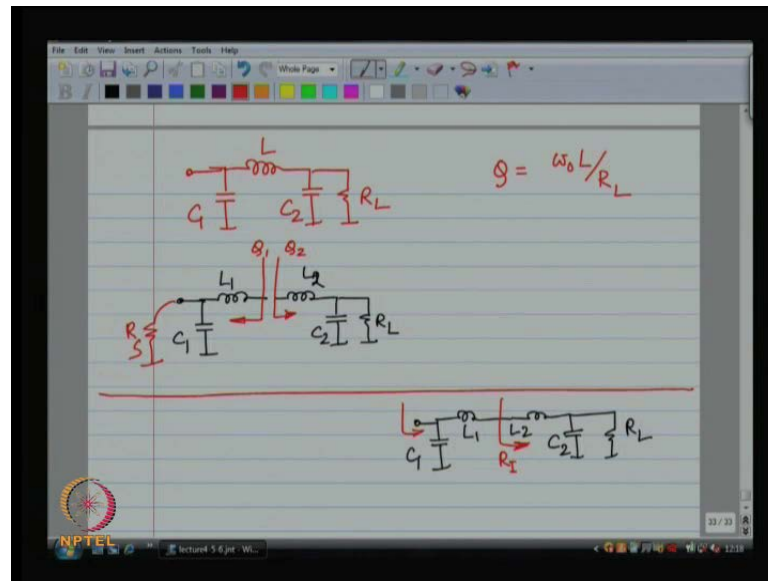 File Edit View Insert Actions Tools Help
Whole Page
B I
L
C1 C2 RL
Q = ω0L/RL
Q1 Q2
L1 L2
RS C1 C2 RL
L1 L2
C1 RI C2 RL
33 / 33
NPTEL
lecture4-5-6.jnt - Wi...
12:18